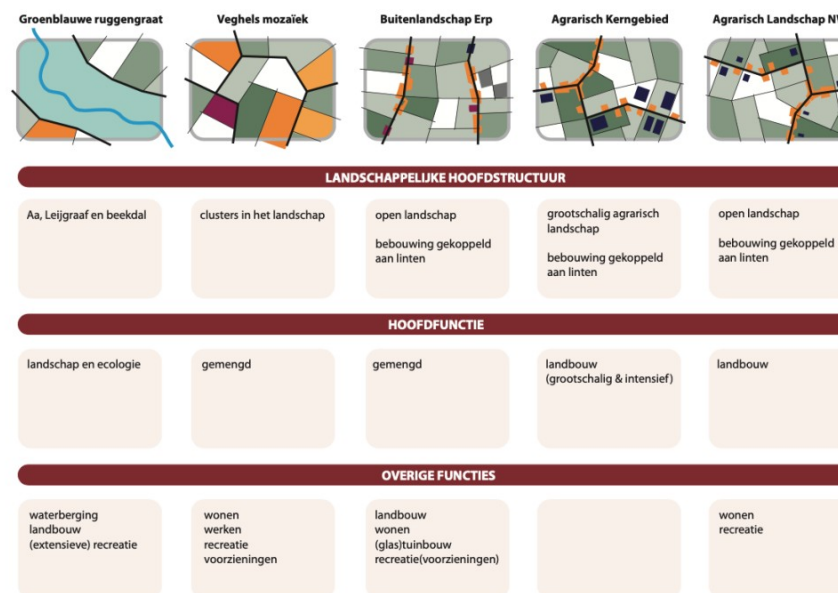 Groenblauwe ruggengraat
Veghels mozaïek
Buitenlandschap Erp
Agrarisch Kerngebied
Agrarisch Landschap
LANDSCHAPPELIJKE HOOFDSTRUCTUUR
Aa, Leijgraaf en beekdal
clusters in het landschap
open landschap
bebouwing gekoppeld
aan linten
grootschalig agrarisch
landschap
bebouwing gekoppeld
aan linten
open landschap
bebouwing gekoppeld
aan linten
HOOFDFUNCTIE
landschap en ecologie
gemengd
gemengd
landbouw
(grootschalig & intensief)
landbouw
OVERIGE FUNCTIES
waterberging
landbouw
(extensieve) recreatie
wonen
werken
recreatie
voorzieningen
landbouw
wonen
(glas)tuinbouw
recreatie(voorzieningen)
wonen
recreatie